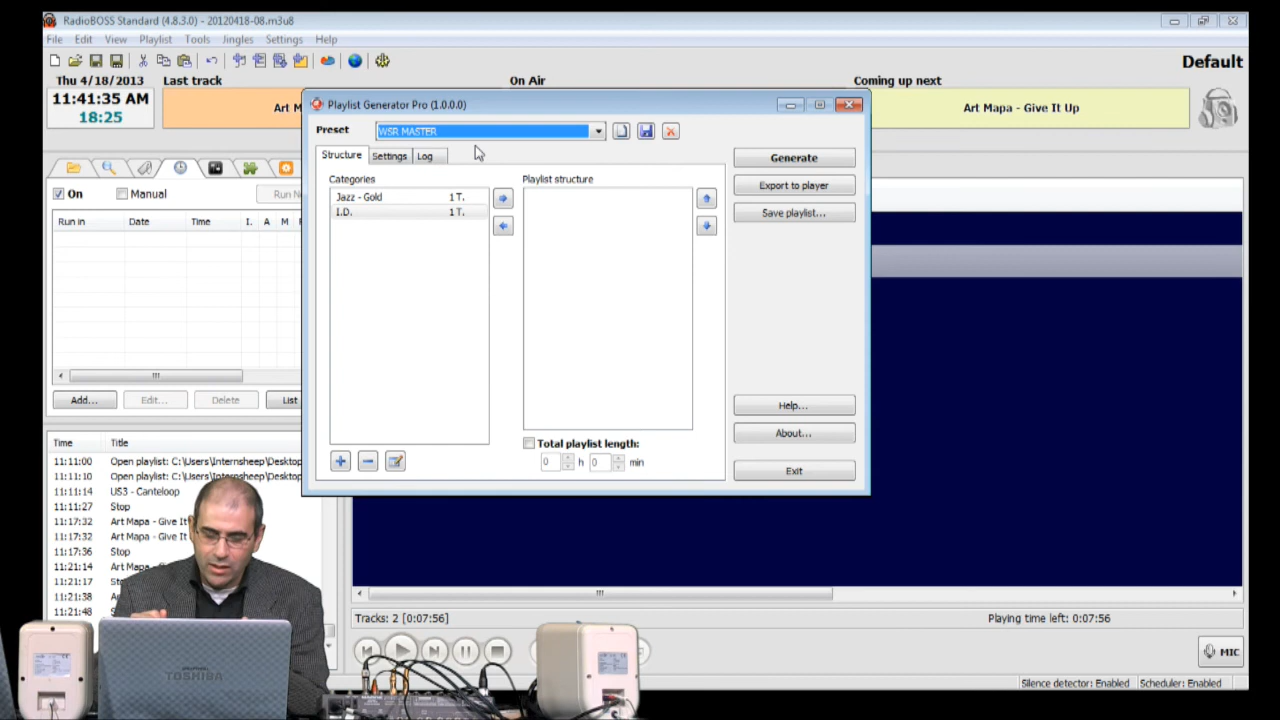 RadioBOSS Standard (4.8.3.0) - 20120418-08.m3u8
File Edit View Playlist Tools Jingles Settings Help
Default
Thu 4/18/2013 Last track On Air Coming up next
11:41:35 AM
18:25
Art M
Art Mapa - Give It Up
Playlist Generator Pro (1.0.0.0)
Preset WSR MASTER
Structure Settings Log
Generate
Export to player
Save playlist...
Categories Playlist structure
Jazz - Gold 1 T.
I.D. 1 T.
On Manual Run N
Run in Date Time I. A M
Add... Edit... Delete List
Help...
About...
Exit
Total playlist length:
0 h 0 min
Time Title
11:11:00 Open playlist: C:\Users\Internsheep\Desktop
11:11:10 Open playlist: C:\Users\Internsheep\Desktop
11:11:14 US3 - Canteloop
11:11:27 Stop
11:17:32 Art Mapa - Give It
11:17:32 Art Mapa - Give It
11:17:36 Stop
11:21:14 Art Mapa - Give
11:21:17 St
11:21:38 A
11:21:48 S
Tracks: 2 [0:07:56] Playing time left: 0:07:56
MIC
Silence detector: Enabled Scheduler: Enabled
TOSHIBA